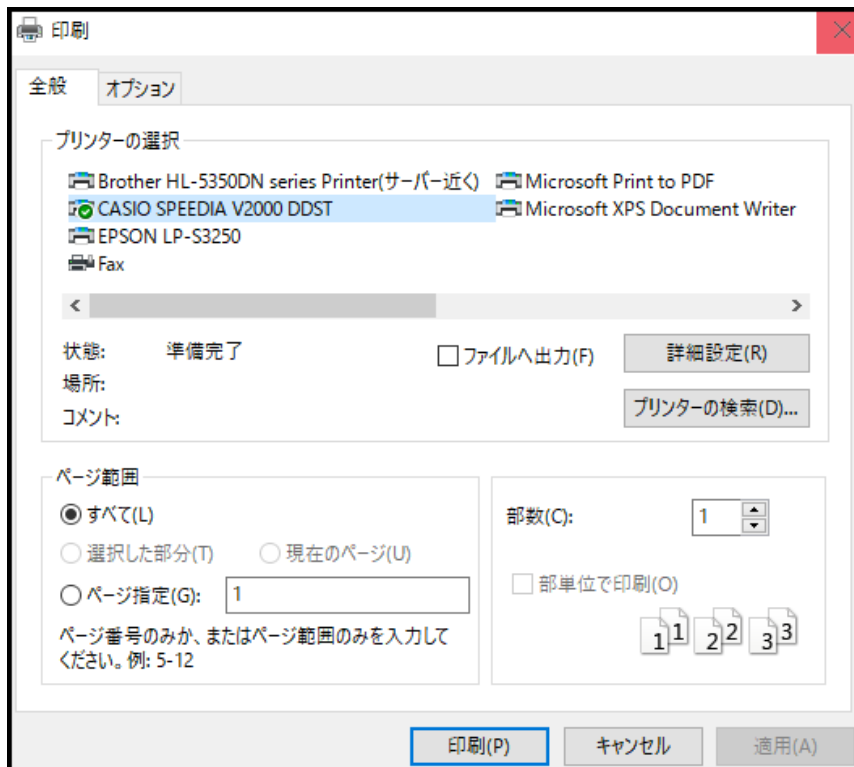 印刷
全般 オプション
プリンターの選択
Brother HL-5350DN series Printer(サーバー近く) Microsoft Print to PDF
CASIO SPEEDIA V2000 DDST Microsoft XPS Document Writer
EPSON LP-S3250
Fax
状態: 準備完了 ファイルへ出力(F) 詳細設定(R)
場所:
コメント: プリンターの検索(D)...
ページ範囲
すべて(L) 部数(C): 1
選択した部分(T) 現在のページ(U)
部単位で印刷(O)
ページ指定(G): 1
ページ番号のみか、またはページ範囲のみを入力して
ください。例: 5-12
1 1 2 2 3 3
印刷(P) キャンセル 適用(A)